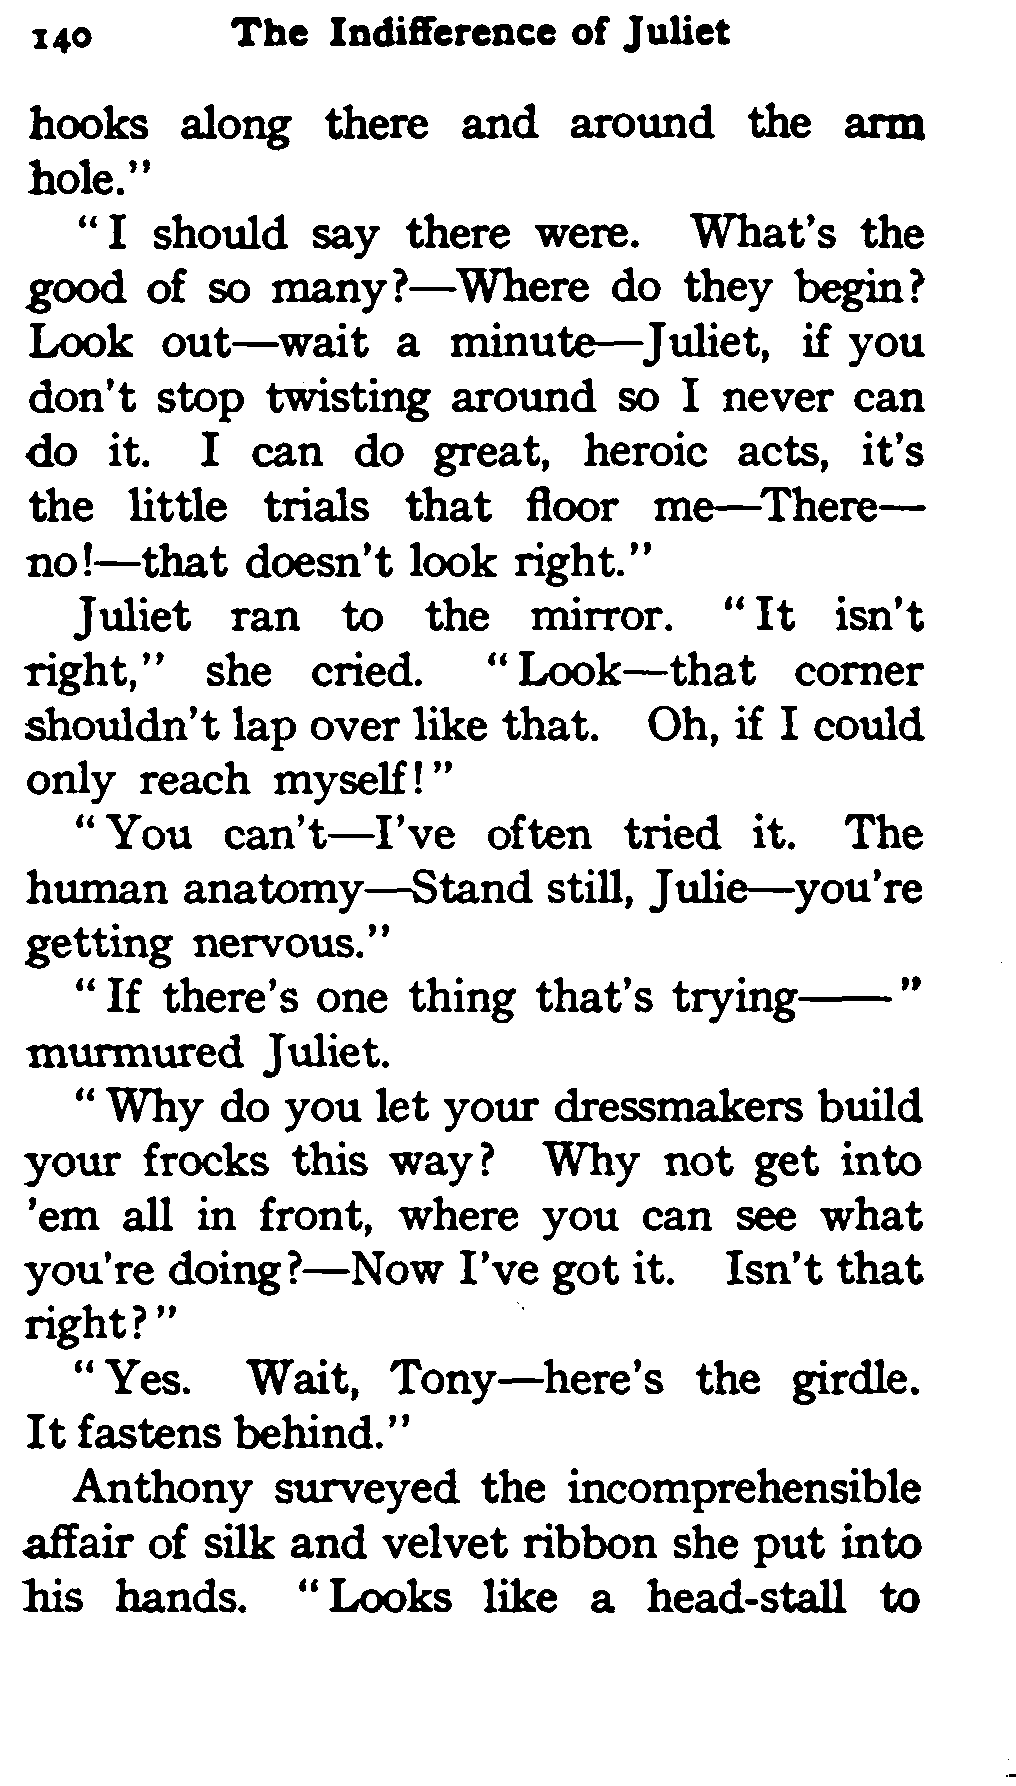 140 The Indifference of Juliet
hooks along there and around the arm
hole."
"I should say there were. What's the
good of so many?—Where do they begin?
Look out—wait a minute—Juliet, if you
don't stop twisting around so I never can
do it. I can do great, heroic acts, it's
the little trials that floor me—There—
no!—that doesn't look right."
Juliet ran to the mirror. "It isn't
right," she cried. "Look—that corner
shouldn't lap over like that. Oh, if I could
only reach myself!"
"You can't—I've often tried it. The
human anatomy—Stand still, Julie—you're
getting nervous."
"If there's one thing that's trying——"
murmured Juliet.
"Why do you let your dressmakers build
your frocks this way? Why not get into
'em all in front, where you can see what
you're doing?—Now I've got it. Isn't that
right?"
"Yes. Wait, Tony—here's the girdle.
It fastens behind."
Anthony surveyed the incomprehensible
affair of silk and velvet ribbon she put into
his hands. "Looks like a head-stall to